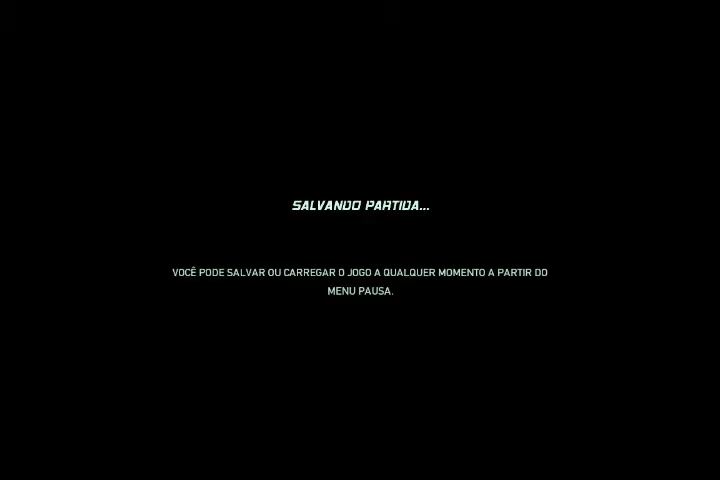 SALVANDO PARTIDA...
VOCÊ PODE SALVAR OU CARREGAR O JOGO A QUALQUER MOMENTO A PARTIR DO
MENU PAUSA.